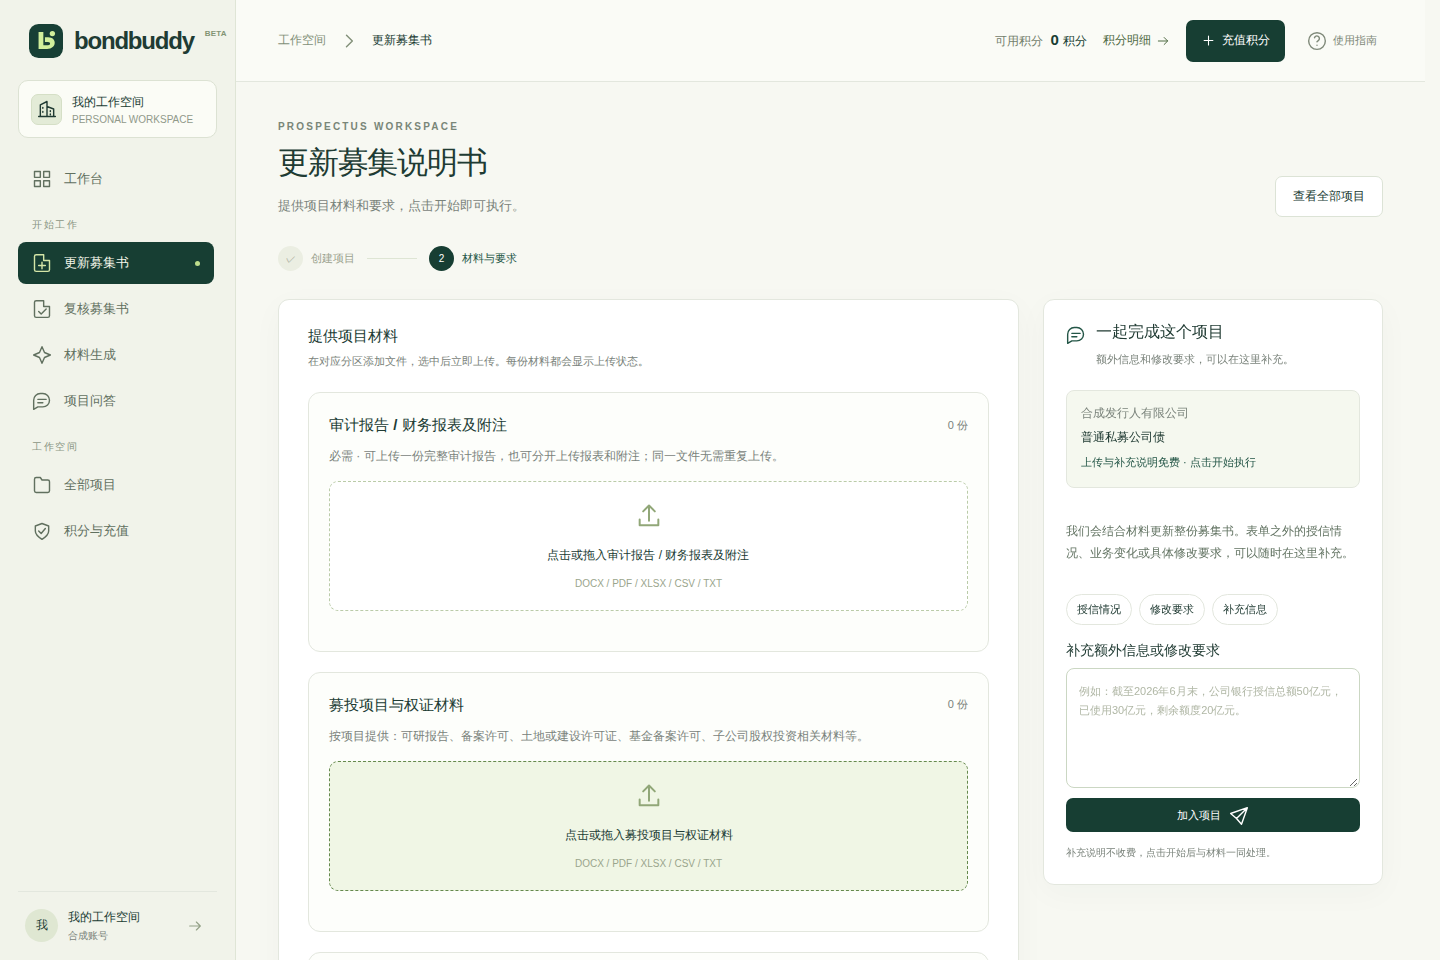 bondbuddy BETA
我的工作空间
PERSONAL WORKSPACE
工作台
开始工作
更新募集书
复核募集书
材料生成
项目问答
工作空间
全部项目
积分与充值
我
我的工作空间
合成账号
工作空间 更新募集书
可用积分 0 积分 积分明细 充值积分 使用指南
PROSPECTUS WORKSPACE
更新募集说明书
提供项目材料和要求，点击开始即可执行。
查看全部项目
创建项目 2 材料与要求
提供项目材料
在对应分区添加文件，选中后立即上传。每份材料都会显示上传状态。
审计报告 / 财务报表及附注 0 份
必需 · 可上传一份完整审计报告，也可分开上传报表和附注；同一文件无需重复上传。
点击或拖入审计报告 / 财务报表及附注
DOCX / PDF / XLSX / CSV / TXT
募投项目与权证材料 0 份
按项目提供：可研报告、备案许可、土地或建设许可证、基金备案许可、子公司股权投资相关材料等。
点击或拖入募投项目与权证材料
DOCX / PDF / XLSX / CSV / TXT
一起完成这个项目
额外信息和修改要求，可以在这里补充。
合成发行人有限公司
普通私募公司债
上传与补充说明免费 · 点击开始执行
我们会结合材料更新整份募集书。表单之外的授信情
况、业务变化或具体修改要求，可以随时在这里补充。
授信情况 修改要求 补充信息
补充额外信息或修改要求
例如：截至2026年6月末，公司银行授信总额50亿元，
已使用30亿元，剩余额度20亿元。
加入项目
补充说明不收费，点击开始后与材料一同处理。